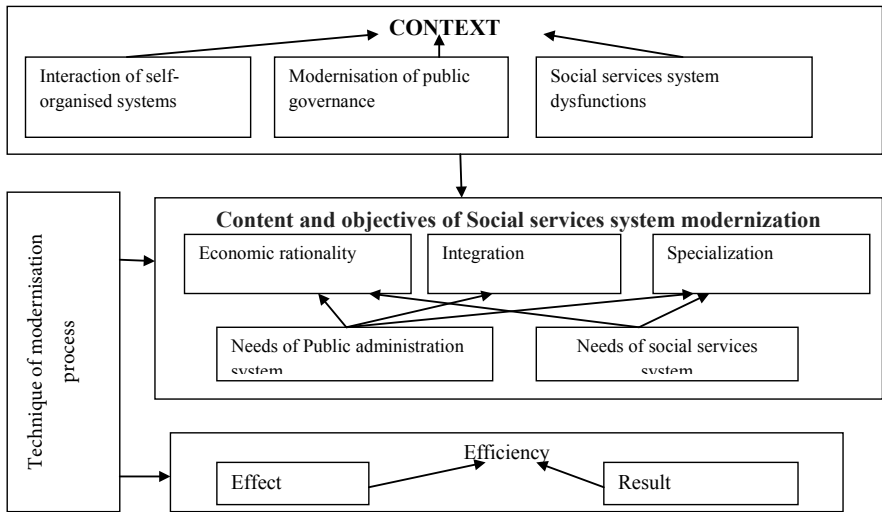 CONTEXT
Interaction of self-
organised systems
Modernisation of public
governance
Social services system
dysfunctions
Technique of modernisation
process
Content and objectives of Social services system modernization
Economic rationality
Integration
Specialization
Needs of Public administration
system
Needs of social services
system
Efficiency
Effect
Result